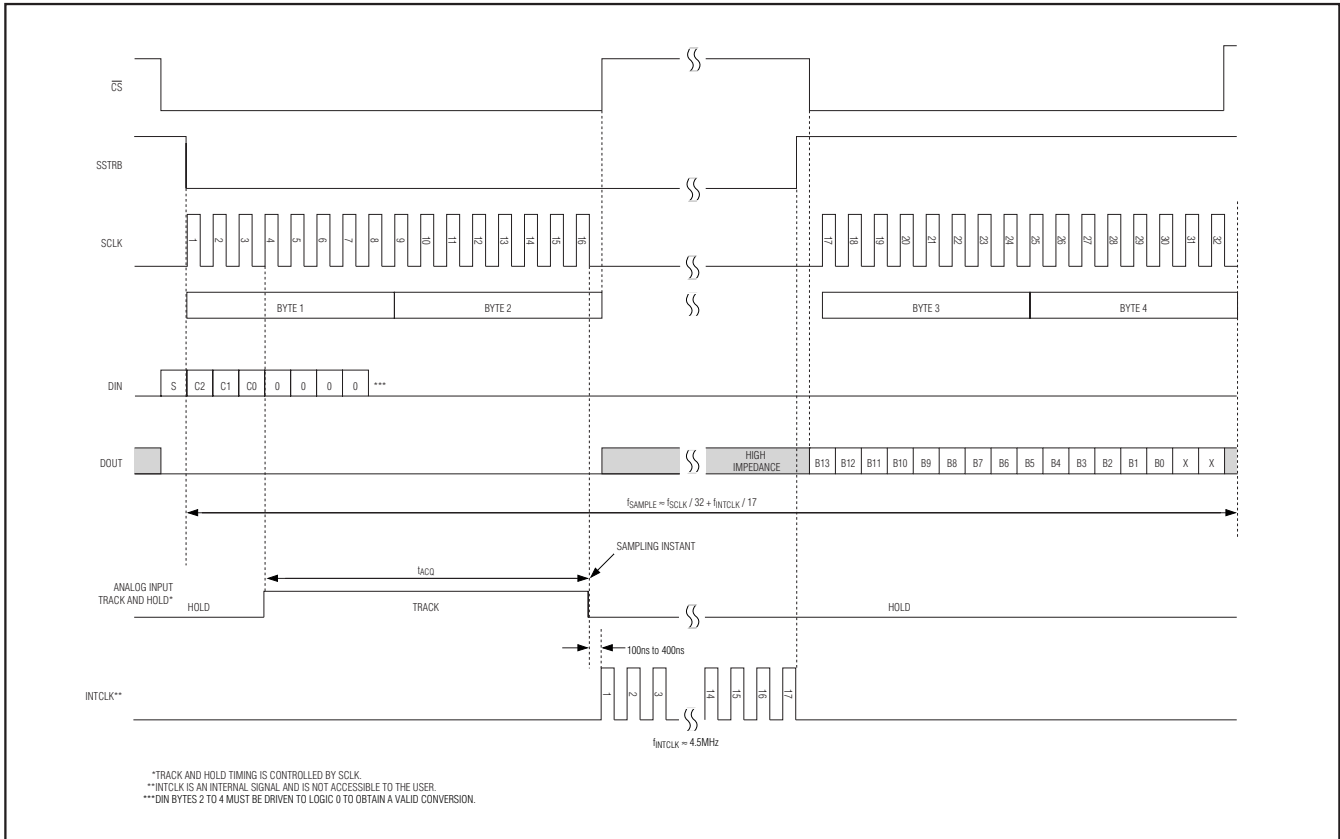 CS
SSTRB
SCLK
1 2 3 4 5 6 7 8 9 10 11 12 13 14 15 16 17 18 19 20 21 22 23 24 25 26 27 28 29 30 31 32
BYTE 1 BYTE 2 BYTE 3 BYTE 4
DIN S C2 C1 C0 0 0 0 0 ***
DOUT HIGH IMPEDANCE B13 B12 B11 B10 B9 B8 B7 B6 B5 B4 B3 B2 B1 B0 X X
fSAMPLE ≈ fSCLK / 32 + fINTCLK / 17
SAMPLING INSTANT
tACQ
ANALOG INPUT
TRACK AND HOLD*
HOLD TRACK HOLD
100ns to 400ns
INTCLK**
1 2 3 14 15 16 17
fINTCLK ≈ 4.5MHz
*TRACK AND HOLD TIMING IS CONTROLLED BY SCLK.
**INTCLK IS AN INTERNAL SIGNAL AND IS NOT ACCESSIBLE TO THE USER.
***DIN BYTES 2 TO 4 MUST BE DRIVEN TO LOGIC 0 TO OBTAIN A VALID CONVERSION.